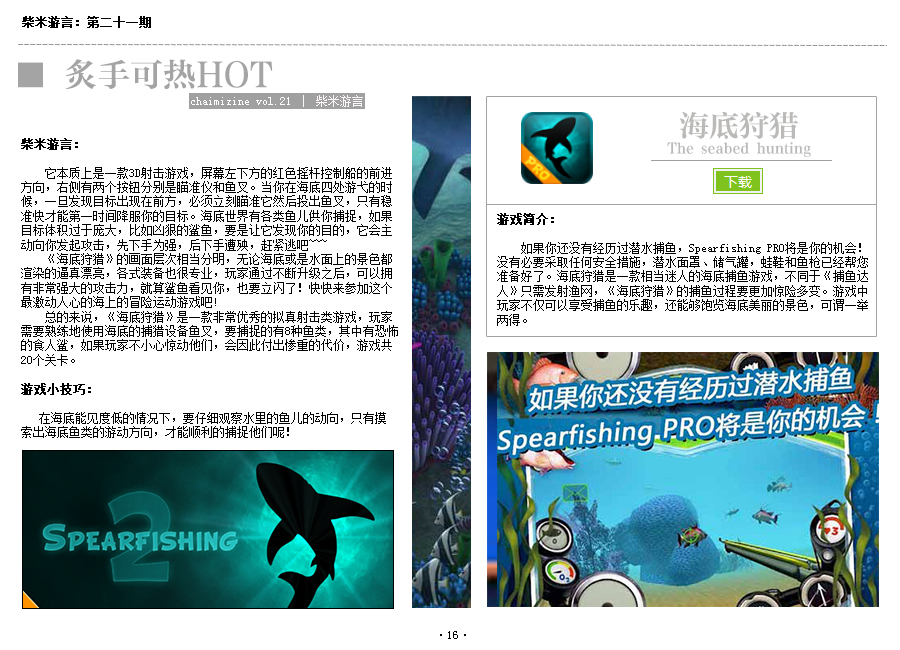 柴米游言：第二十一期
炙手可热HOT
chaimizine vol.21 | 柴米游言
柴米游言：
它本质上是一款3D射击游戏，屏幕左下方的红色摇杆控制船的前进
方向，右侧有两个按钮分别是瞄准仪和鱼叉。当你在海底四处游弋的时
候，一旦发现目标出现在前方，必须立刻瞄准它然后投出鱼叉，只有稳
准快才能第一时间降服你的目标。海底世界有各类鱼儿供你捕捉，如果
目标体积过于庞大，比如凶狠的鲨鱼，要是让它发现你的目的，它会主
动向你发起攻击，先下手为强，后下手遭殃，赶紧逃吧~~~
《海底狩猎》的画面层次相当分明，无论海底或是水面上的景色都
渲染的逼真漂亮，各式装备也很专业，玩家通过不断升级之后，可以拥
有非常强大的攻击力，就算鲨鱼看见你，也要立闪了！快快来参加这个
最激动人心的海上的冒险运动游戏吧!
总的来说，《海底狩猎》是一款非常优秀的拟真射击类游戏，玩家
需要熟练地使用海底的捕猎设备鱼叉，要捕捉的有8种鱼类，其中有恐怖
的食人鲨，如果玩家不小心惊动他们，会因此付出惨重的代价，游戏共
20个关卡。
游戏小技巧：
在海底能见度低的情况下，要仔细观察水里的鱼儿的动向，只有摸
索出海底鱼类的游动方向，才能顺利的捕捉他们呢！
2
SPEARFISHING
PRO
海底狩猎
The seabed hunting
下载
游戏简介：
如果你还没有经历过潜水捕鱼，Spearfishing PRO将是你的机会！
没有必要采取任何安全措施，潜水面罩、储气灌，蛙鞋和鱼枪已经帮您
准备好了。海底狩猎是一款相当迷人的海底捕鱼游戏，不同于《捕鱼达
人》只需发射渔网，《海底狩猎》的捕鱼过程要更加惊险多变。游戏中
玩家不仅可以享受捕鱼的乐趣，还能够饱览海底美丽的景色，可谓一举
两得。
如果你还没有经历过潜水捕鱼
Spearfishing PRO将是你的机会！
·16·